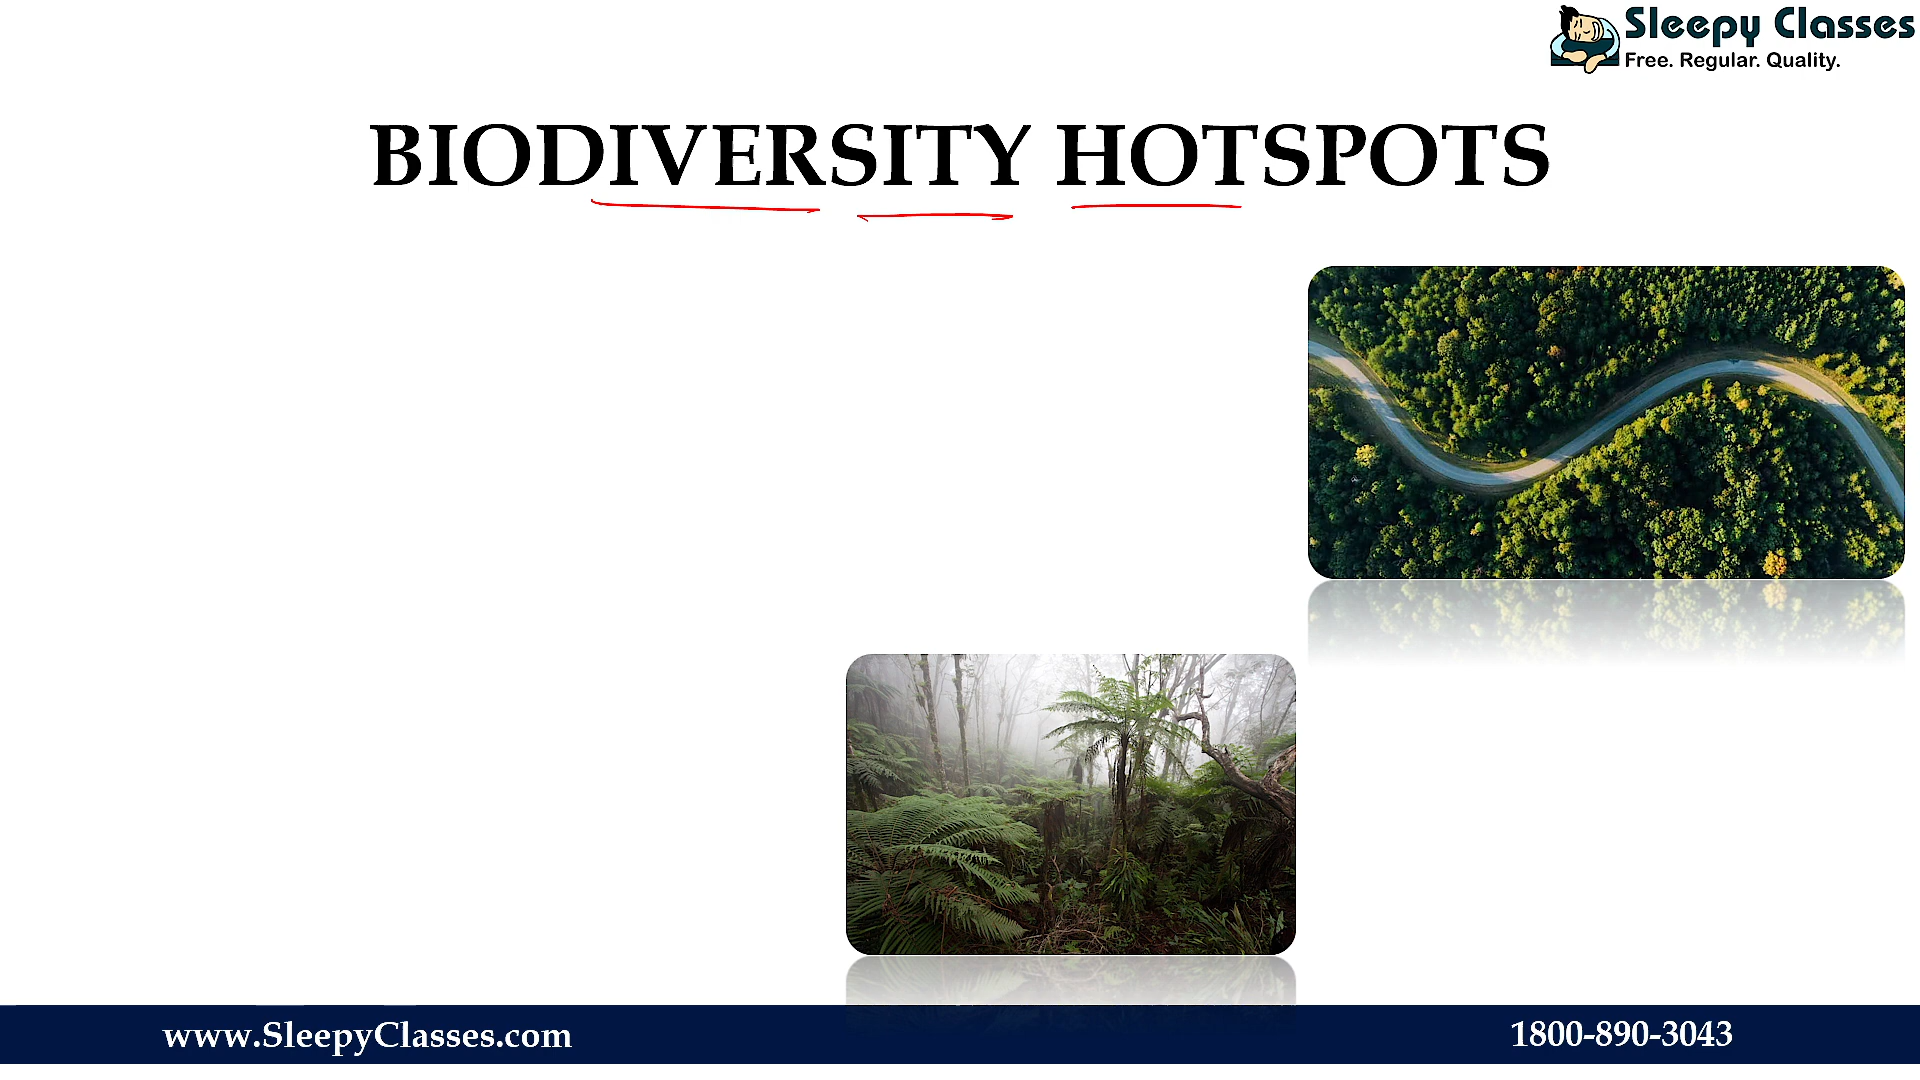 Sleepy Classes
Free. Regular. Quality.
BIODIVERSITY HOTSPOTS
www.SleepyClasses.com
1800-890-3043